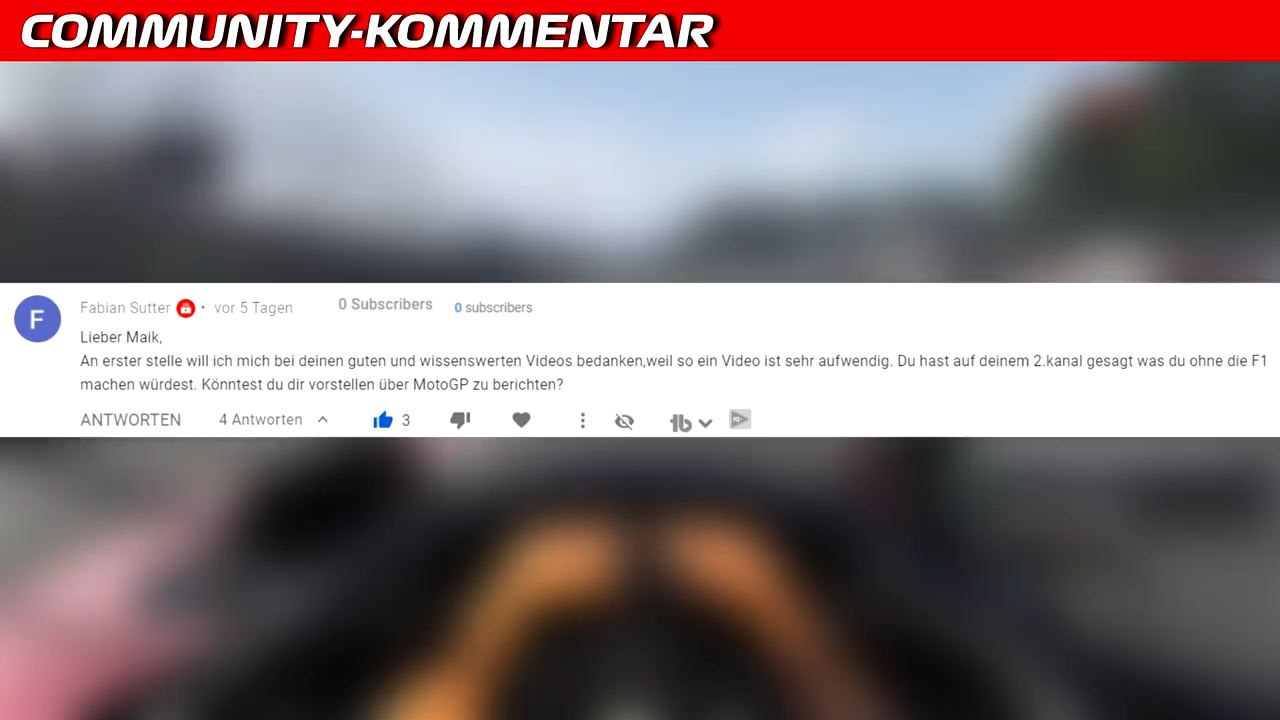 COMMUNITY-KOMMENTAR
F
Fabian Sutter · vor 5 Tagen 0 Subscribers 0 subscribers
Lieber Maik,
An erster stelle will ich mich bei deinen guten und wissenswerten Videos bedanken,weil so ein Video ist sehr aufwendig. Du hast auf deinem 2.kanal gesagt was du ohne die F1
machen würdest. Könntest du dir vorstellen über MotoGP zu berichten?
ANTWORTEN 4 Antworten 3